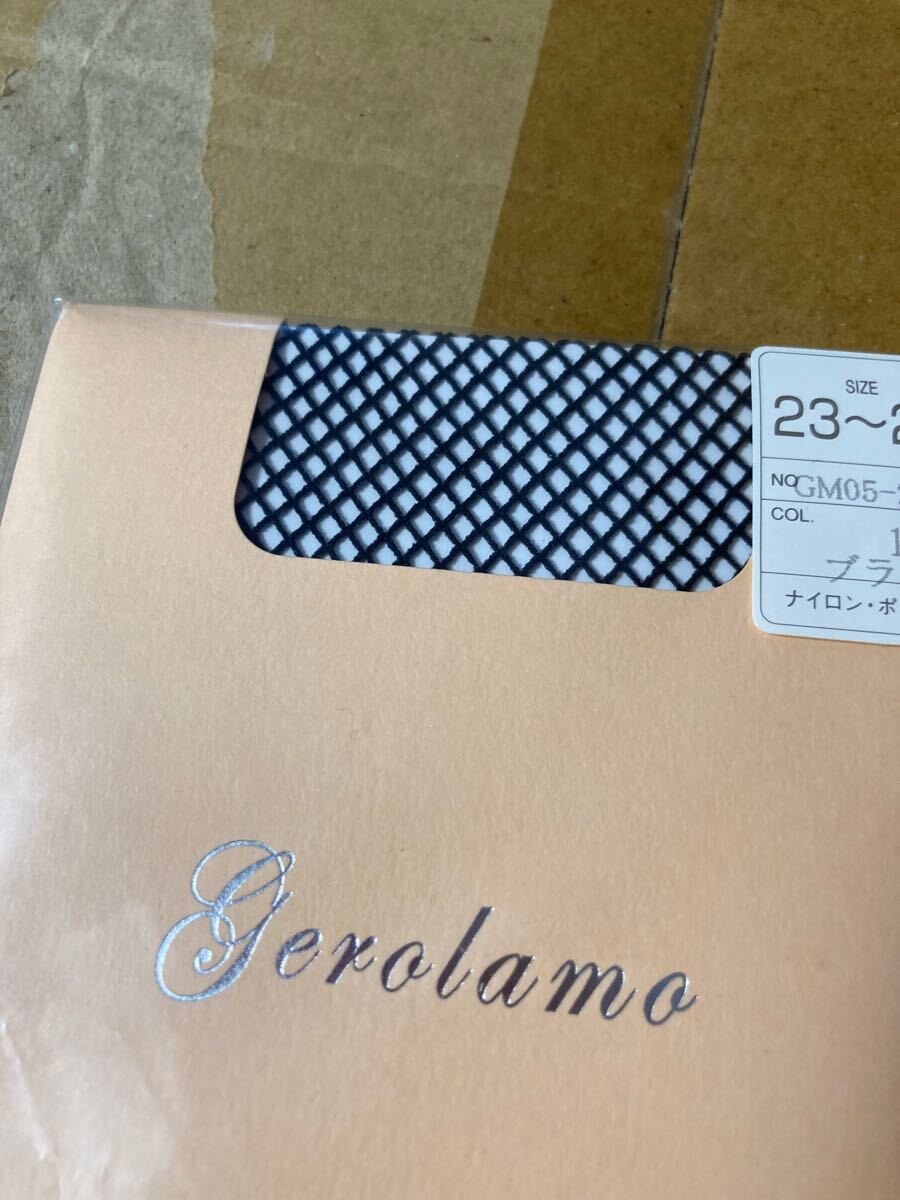 SIZE
23～2
NO GM05-
COL. 1
ブラ
ナイロン・ポ
Gerolamo